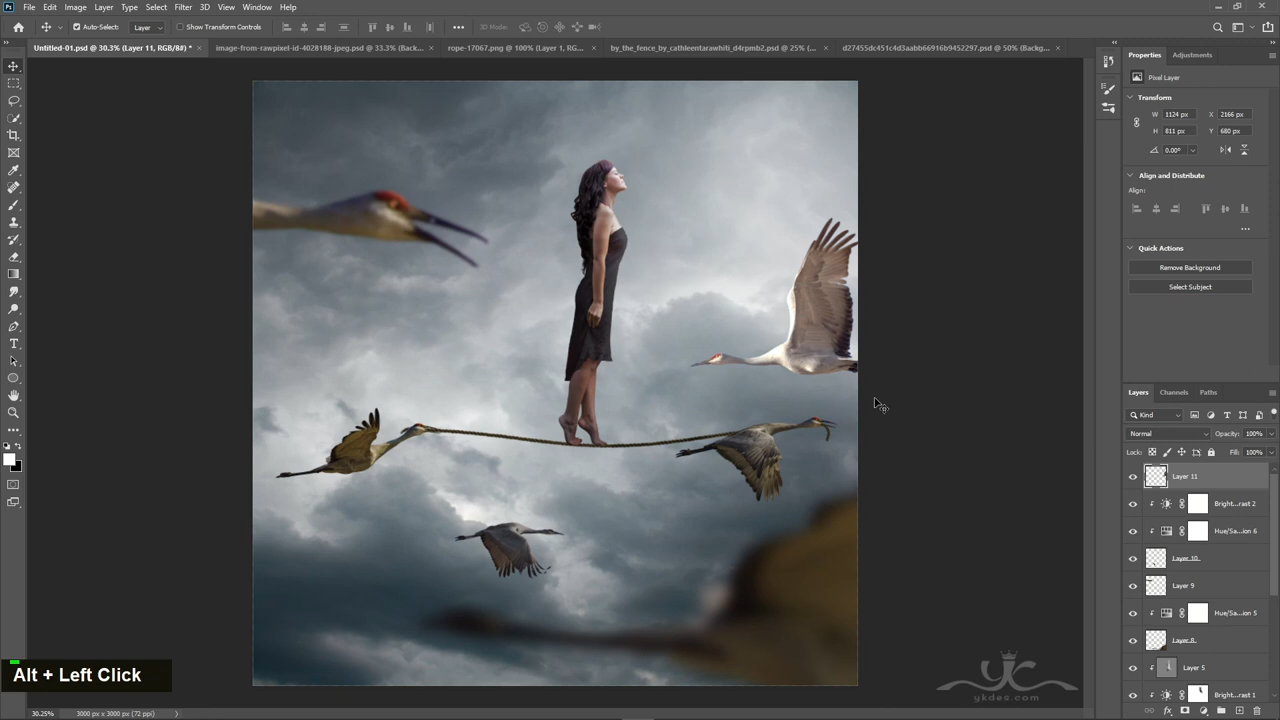 File Edit Image Layer Type Select Filter 3D View Window Help
Auto-Select: Layer Show Transform Controls 3D Mode:
Untitled-01.psd @ 30.3% (Layer 11, RGB/8#) *
image-from-rawpixel-id-4028188-jpeg.psd @ 33.3% (Back...
rope-17067.png @ 100% (Layer 1, RG...
by_the_fence_by_cathleentarawhiti_d4rpmb2.psd @ 25% (...
d27455dc451c4d3aabb66916b9452297.psd @ 50% (Backg...
Properties Adjustments
Pixel Layer
Transform
W 1124 px X 2166 px
H 811 px Y 680 px
0.00°
Align and Distribute
Align:
Quick Actions
Remove Background
Select Subject
Layers Channels Paths
Kind
Normal Opacity: 100%
Lock: Fill: 100%
Layer 11
Bright...rast 2
Hue/Sa...ion 6
Layer 10
Layer 9
Hue/Sa...ion 5
Layer 8
Layer 5
Bright...rast 1
Alt + Left Click
yk
ykdes.com
30.25% 3000 px x 3000 px (72 ppi)